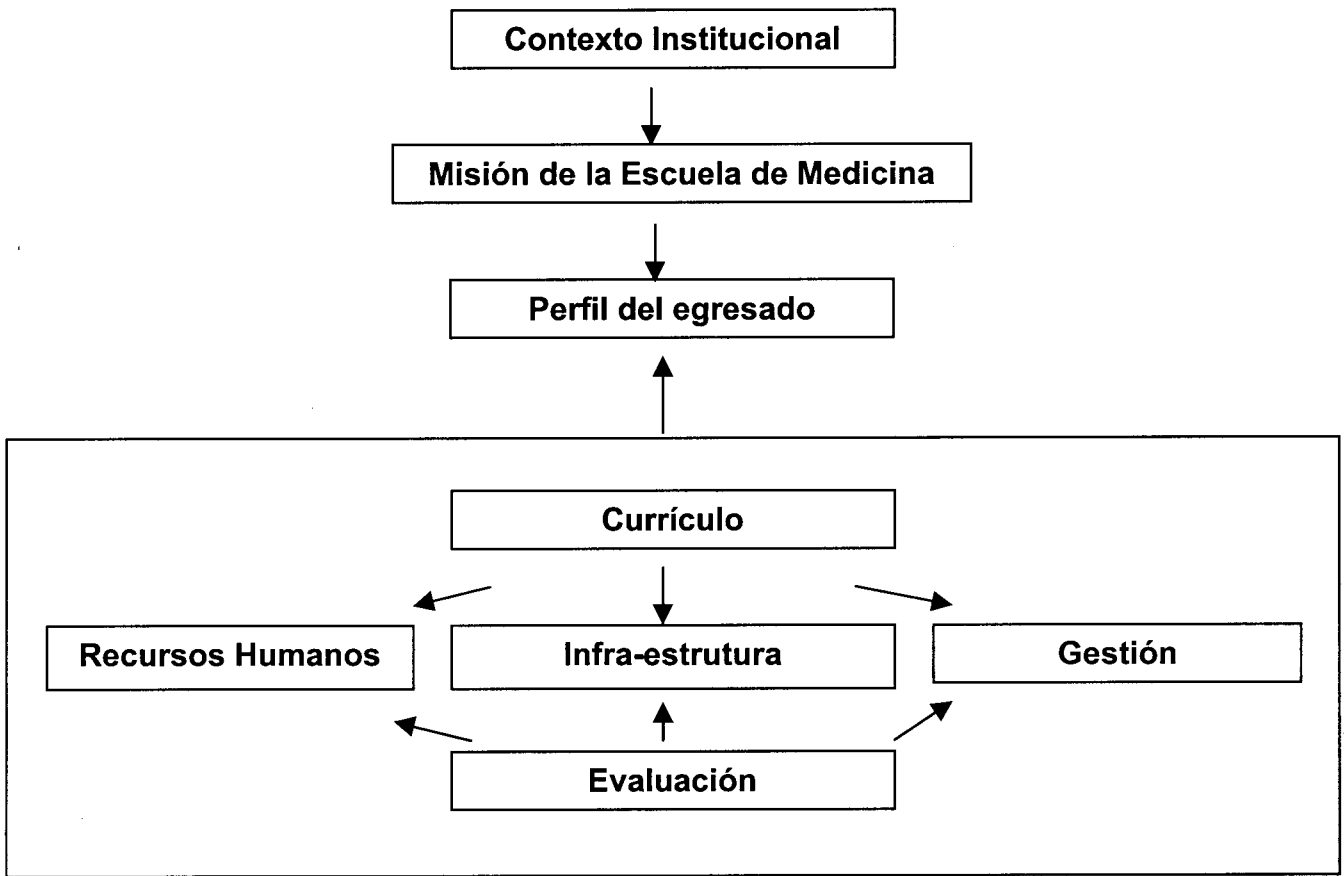 Contexto Institucional
Misión de la Escuela de Medicina
Perfil del egresado
Currículo
Recursos Humanos
Infra-estrutura
Gestión
Evaluación